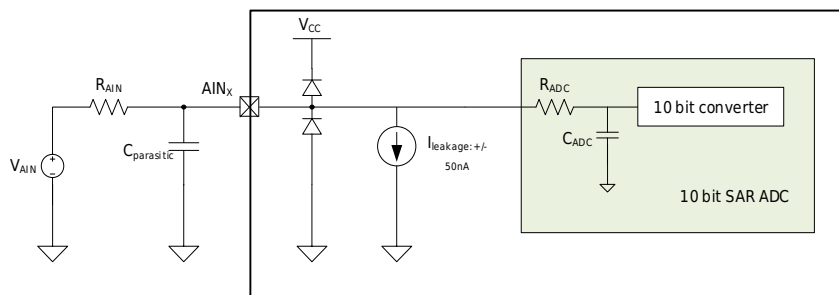 VCC
RAIN
AINX
RADC
10 bit converter
Cparasitic
Ileakage:+/-
50nA
CADC
VAIN
+
−
10 bit SAR ADC